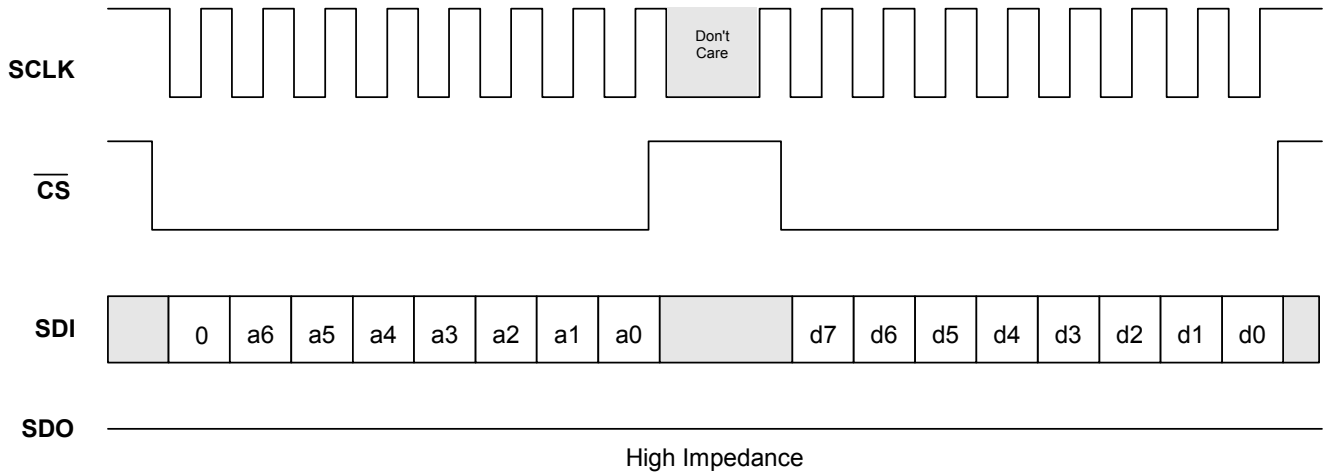 Don't
Care
SCLK
CS
SDI
0 a6 a5 a4 a3 a2 a1 a0 d7 d6 d5 d4 d3 d2 d1 d0
SDO
High Impedance